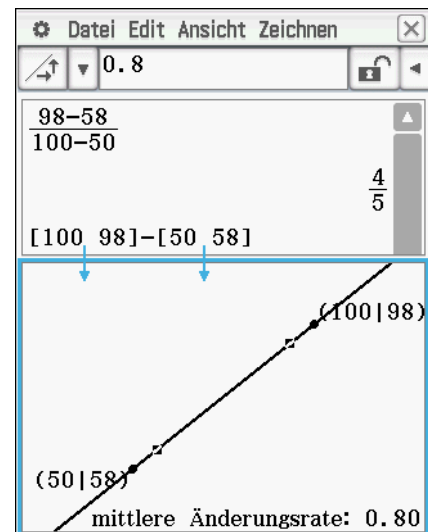 Datei Edit Ansicht Zeichnen
0.8
98-58
100-50
4
5
[100 98]-[50 58]
(100|98)
(50|58)
mittlere Änderungsrate: 0.80